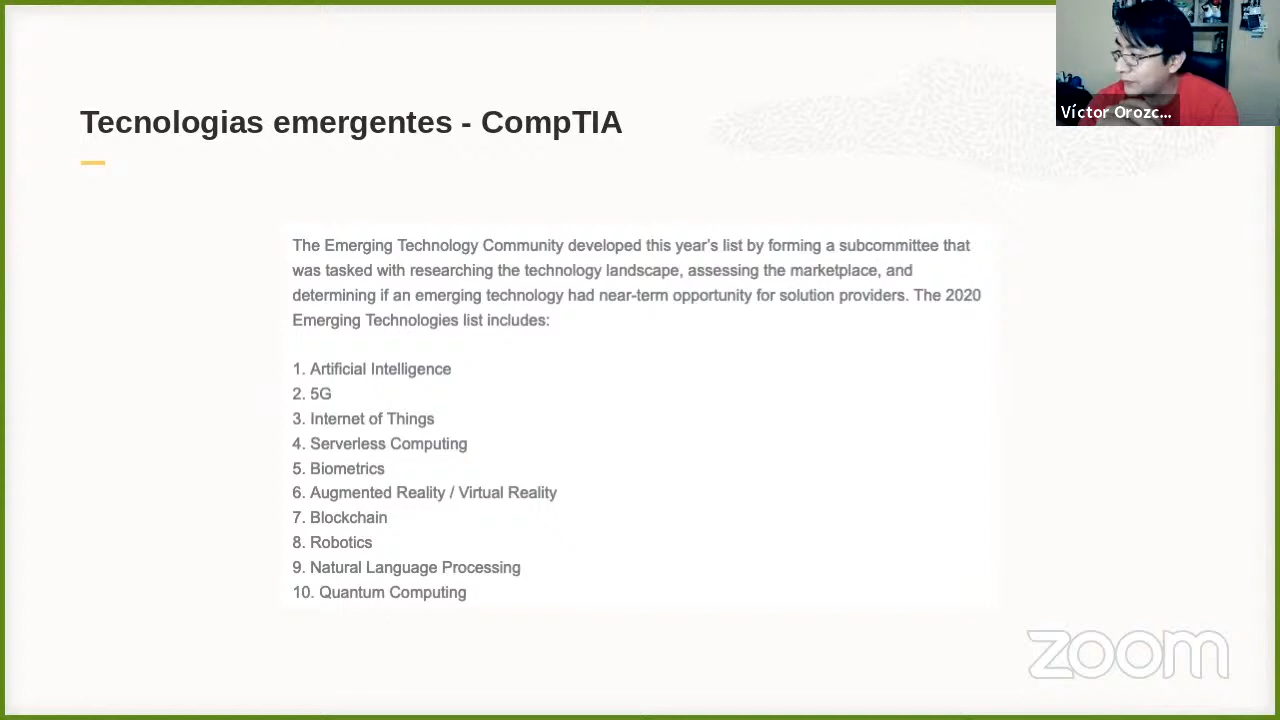 Tecnologias emergentes - CompTIA
Víctor Orozc...
The Emerging Technology Community developed this year’s list by forming a subcommittee that
was tasked with researching the technology landscape, assessing the marketplace, and
determining if an emerging technology had near-term opportunity for solution providers. The 2020
Emerging Technologies list includes:
1. Artificial Intelligence
2. 5G
3. Internet of Things
4. Serverless Computing
5. Biometrics
6. Augmented Reality / Virtual Reality
7. Blockchain
8. Robotics
9. Natural Language Processing
10. Quantum Computing
zoom